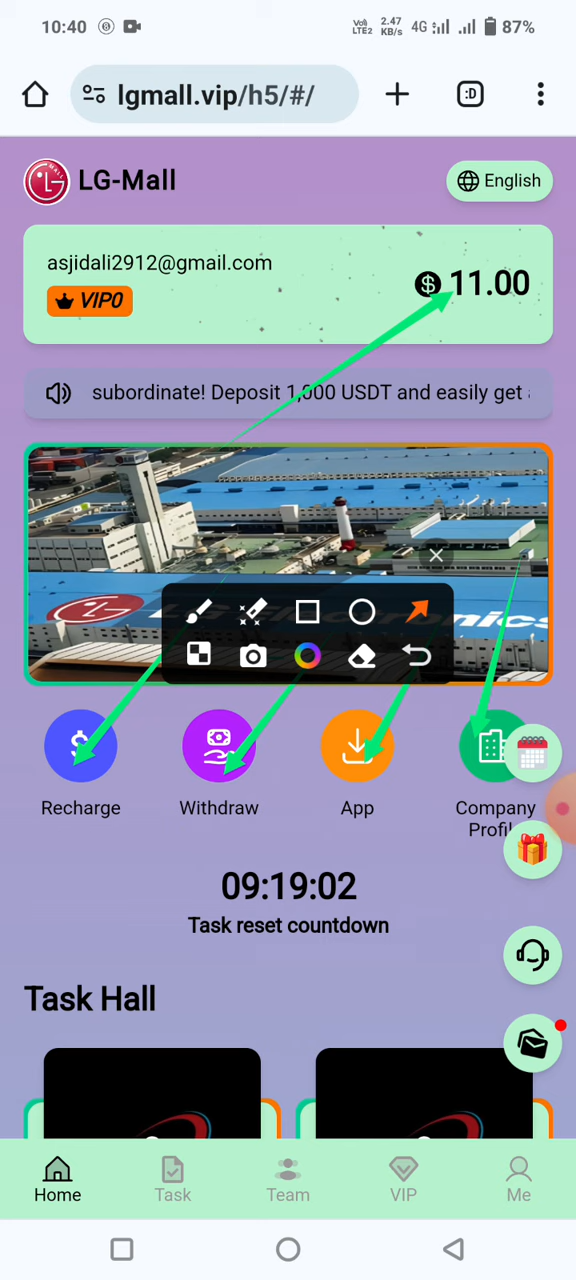 10:40
Vo)
LTE2
2.47
KB/s
4G
87%
lgmall.vip/h5/#/
:D
LG-Mall
English
asjidali2912@gmail.com
VIP0
$ 11.00
subordinate! Deposit 1,000 USDT and easily get
Recharge
Withdraw
App
Company
Profil
09:19:02
Task reset countdown
Task Hall
Home
Task
Team
VIP
Me